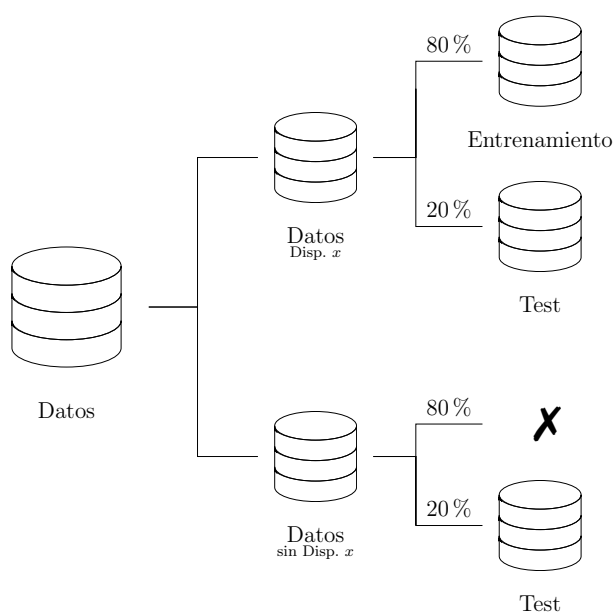 80 %
Entrenamiento
20 %
Datos
Disp. x
Test
Datos
80 %
✗
20 %
Datos
sin Disp. x
Test